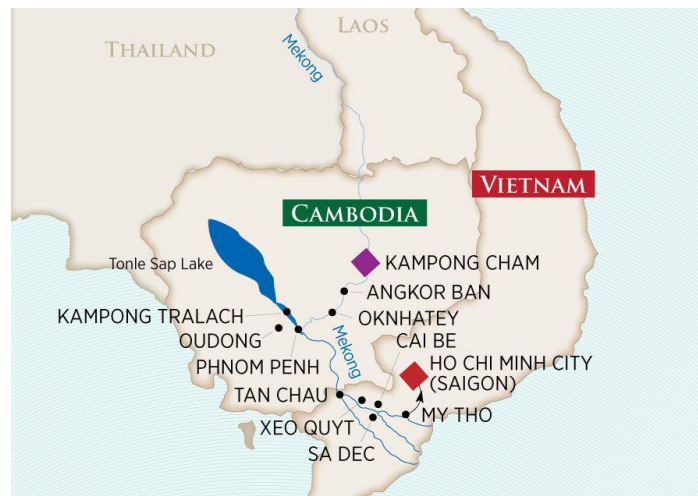 LAOS
THAILAND
Mekong
VIETNAM
CAMBODIA
Tonle Sap Lake
KAMPONG CHAM
ANGKOR BAN
KAMPONG TRALACH
OKNHATEY
OUDONG
Mekong
CAI BE
PHNOM PENH
HO CHI MINH CITY
(SAIGON)
TAN CHAU
MY THO
XEO QUYT
SA DEC